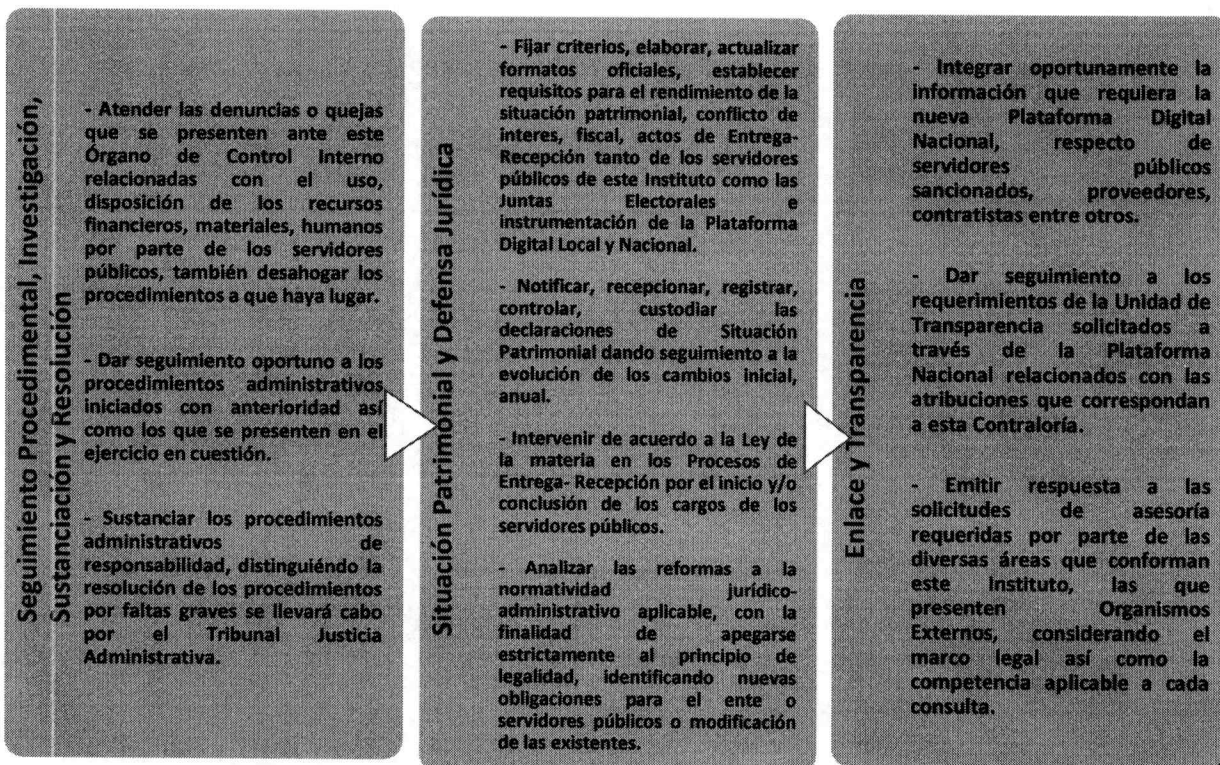 Seguimiento Procedimental, Investigación,
Sustanciación y Resolución
- Atender las denuncias o quejas
que se presenten ante este
Órgano de Control Interno
relacionadas con el uso,
disposición de los recursos
financieros, materiales, humanos
por parte de los servidores
públicos, también desahogar los
procedimientos a que haya lugar.
- Dar seguimiento oportuno a los
procedimientos administrativos
iniciados con anterioridad así
como los que se presenten en el
ejercicio en cuestión.
- Sustanciar los procedimientos
administrativos de
responsabilidad, distinguiéndo la
resolución de los procedimientos
por faltas graves se llevará cabo
por el Tribunal Justicia
Administrativa.
Situación Patrimonial y Defensa Jurídica
- Fijar criterios, elaborar, actualizar
formatos oficiales, establecer
requisitos para el rendimiento de la
situación patrimonial, conflicto de
interes, fiscal, actos de Entrega-
Recepción tanto de los servidores
públicos de este Instituto como las
Juntas Electorales e
instrumentación de la Plataforma
Digital Local y Nacional.
- Notificar, recepcionar, registrar,
controlar, custodiar las
declaraciones de Situación
Patrimonial dando seguimiento a la
evolución de los cambios inicial,
anual.
- Intervenir de acuerdo a la Ley de
la materia en los Procesos de
Entrega- Recepción por el inicio y/o
conclusión de los cargos de los
servidores públicos.
- Analizar las reformas a la
normatividad jurídico-
administrativo aplicable, con la
finalidad de apegarse
estrictamente al principio de
legalidad, identificando nuevas
obligaciones para el ente o
servidores públicos o modificación
de las existentes.
Enlace y Transparencia
- Integrar oportunamente la
información que requiera la
nueva Plataforma Digital
Nacional, respecto de
servidores públicos
sancionados, proveedores,
contratistas entre otros.
- Dar seguimiento a los
requerimientos de la Unidad de
Transparencia solicitados a
través de la Plataforma
Nacional relacionados con las
atribuciones que correspondan
a esta Contraloría.
- Emitir respuesta a las
solicitudes de asesoría
requeridas por parte de las
diversas áreas que conforman
este Instituto, las que
presenten Organismos
Externos, considerando el
marco legal así como la
competencia aplicable a cada
consulta.